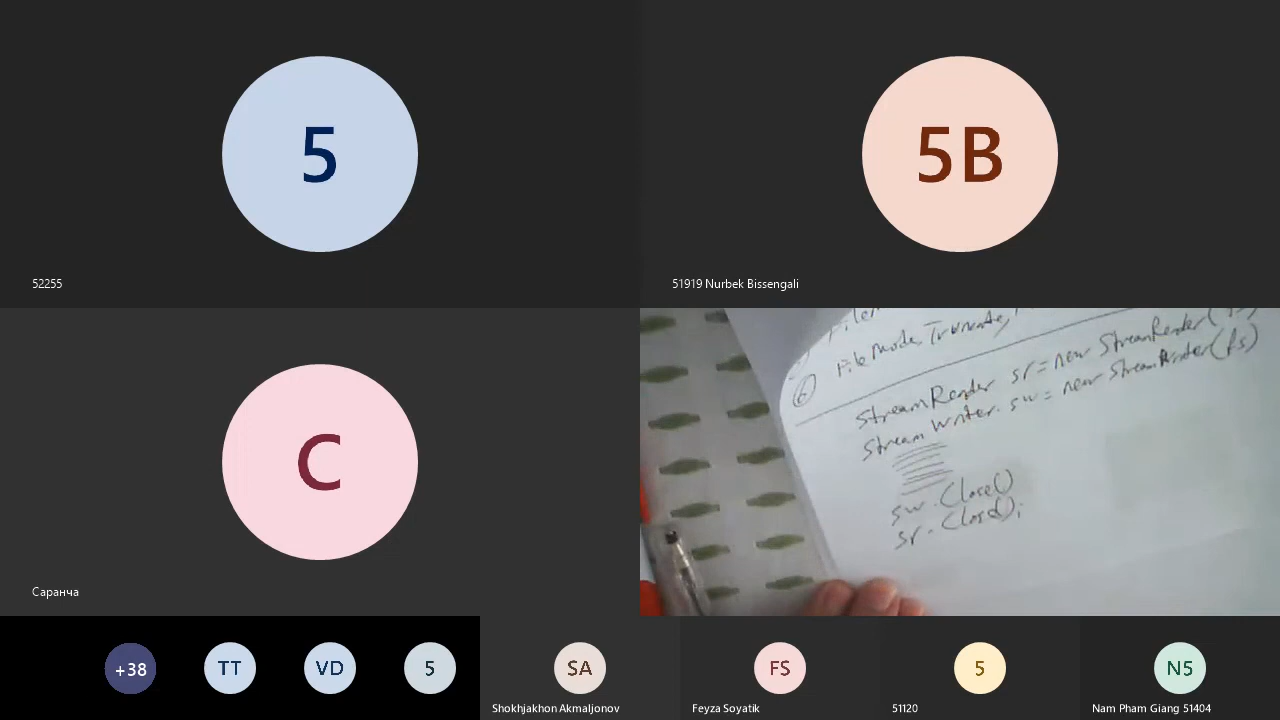 5
5B
52255
51919 Nurbek Bissengali
C
Саранча
6
FileMode, Truncate,
StreamReader sr = new StreamReader(
Stream Writer sw = new StreamReader(fs)
sw.Close()
sr.Close();
+38
TT
VD
5
SA
FS
5
N5
Shokhjakhon Akmaljonov
Feyza Soyatik
51120
Nam Pham Giang 51404